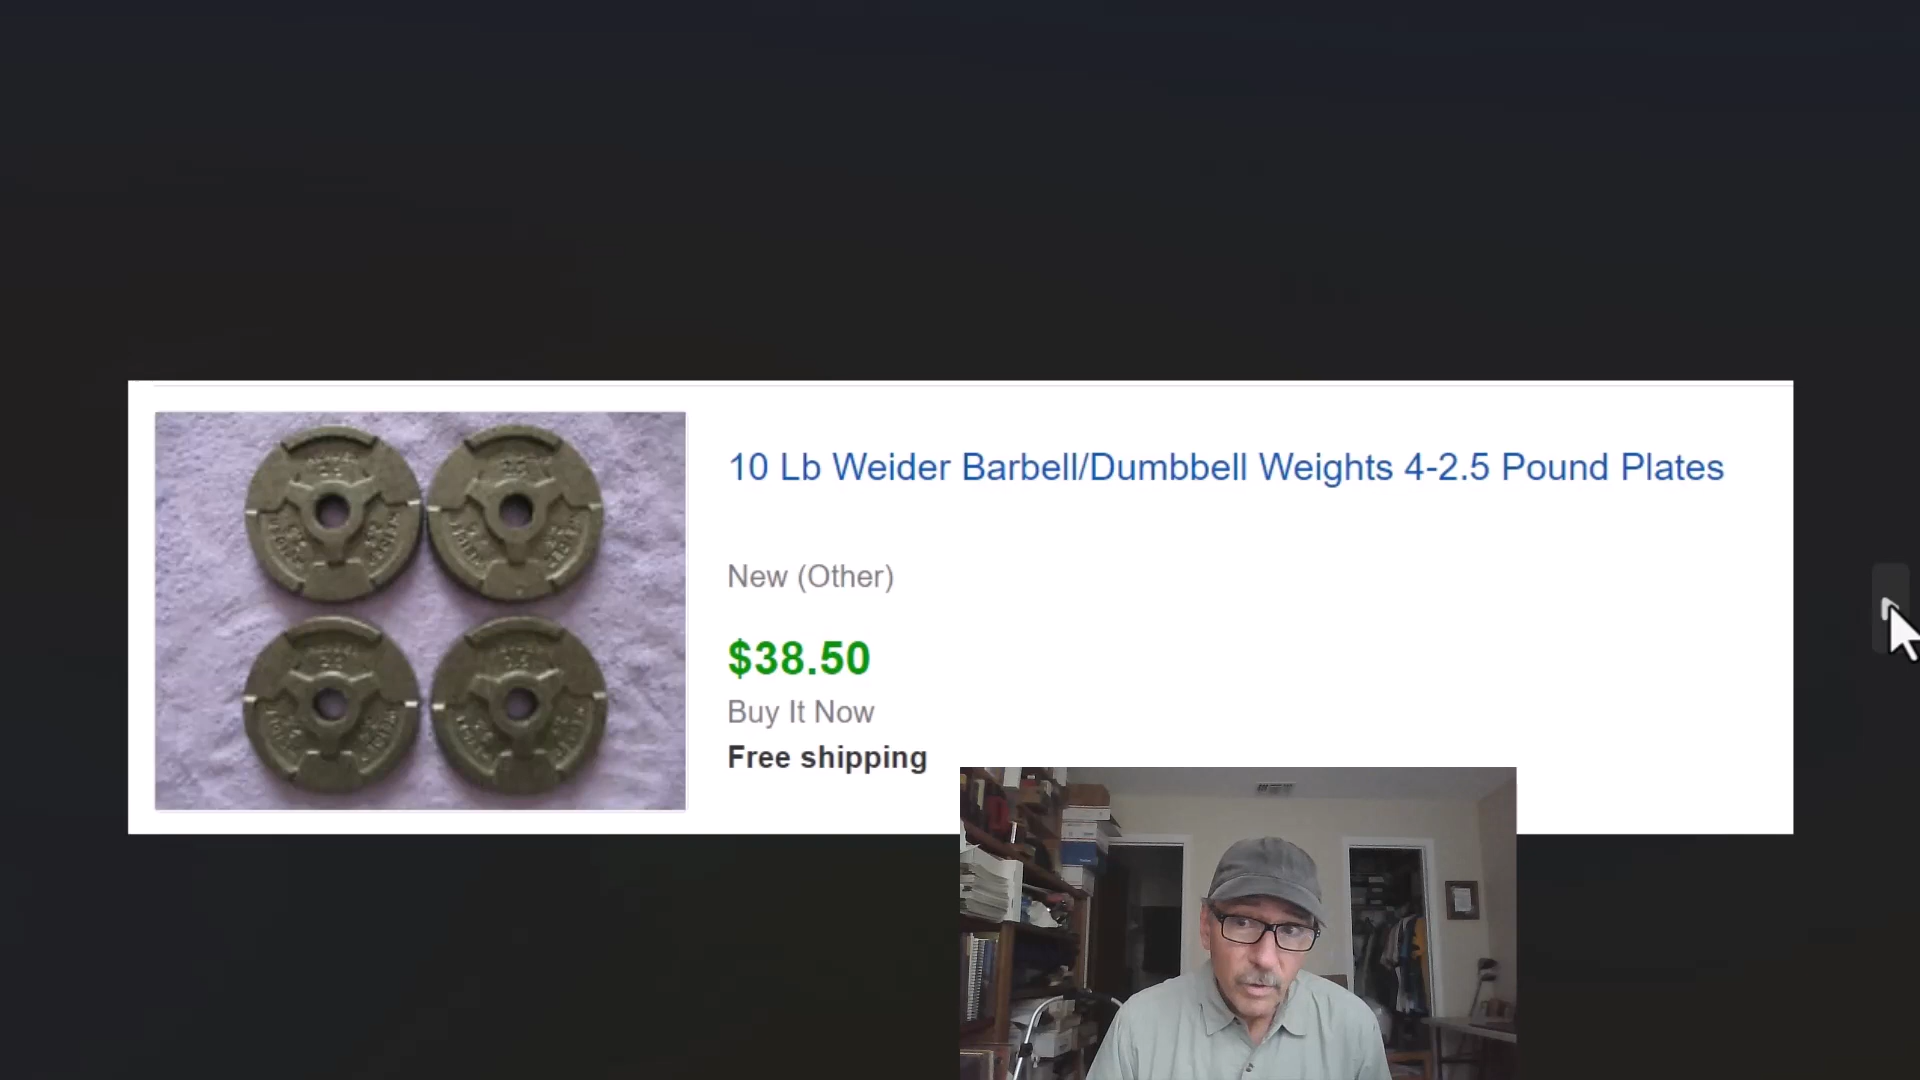 10 Lb Weider Barbell/Dumbbell Weights 4-2.5 Pound Plates
New (Other)
$38.50
Buy It Now
Free shipping